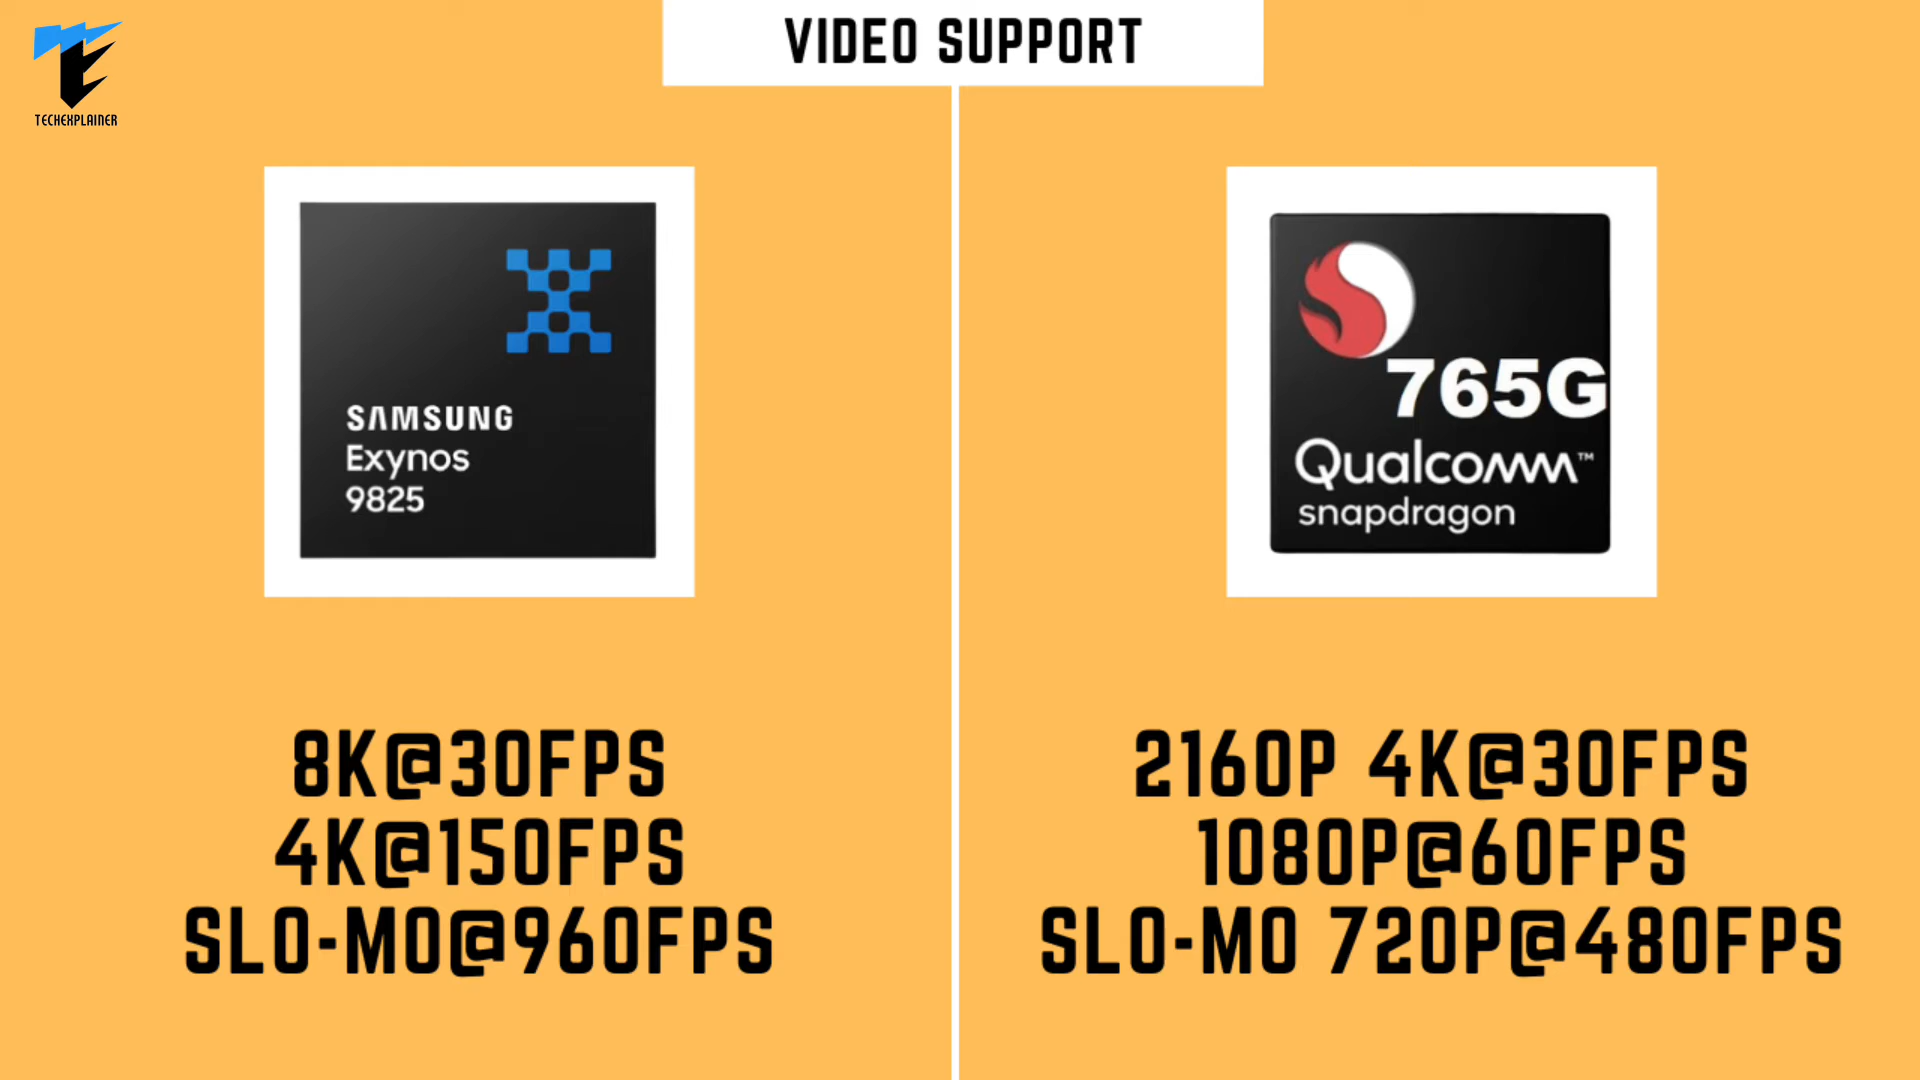 VIDEO SUPPORT
TECHEXPLAINER
SAMSUNG
Exynos
9825
8K@30FPS
4K@150FPS
SLO-MO@960FPS
765G
Qualcomm™
snapdragon
2160P 4K@30FPS
1080P@60FPS
SLO-MO 720P@480FPS